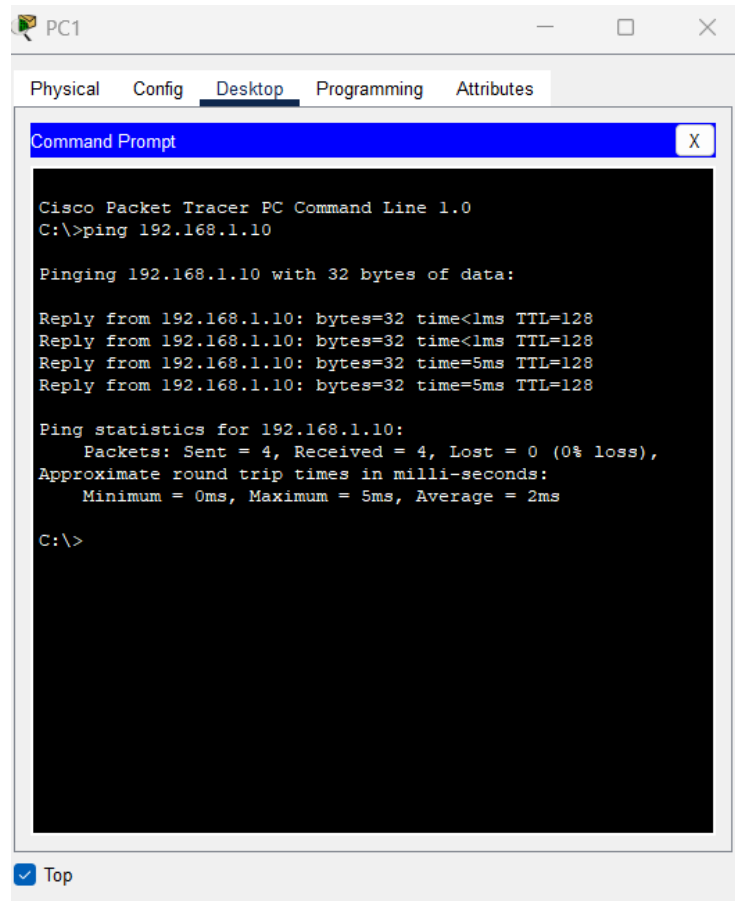 PC1
Physical Config Desktop Programming Attributes
Command Prompt
X
Cisco Packet Tracer PC Command Line 1.0
C:\>ping 192.168.1.10
Pinging 192.168.1.10 with 32 bytes of data:
Reply from 192.168.1.10: bytes=32 time<1ms TTL=128
Reply from 192.168.1.10: bytes=32 time<1ms TTL=128
Reply from 192.168.1.10: bytes=32 time=5ms TTL=128
Reply from 192.168.1.10: bytes=32 time=5ms TTL=128
Ping statistics for 192.168.1.10:
Packets: Sent = 4, Received = 4, Lost = 0 (0% loss),
Approximate round trip times in milli-seconds:
Minimum = 0ms, Maximum = 5ms, Average = 2ms
C:\>
Top